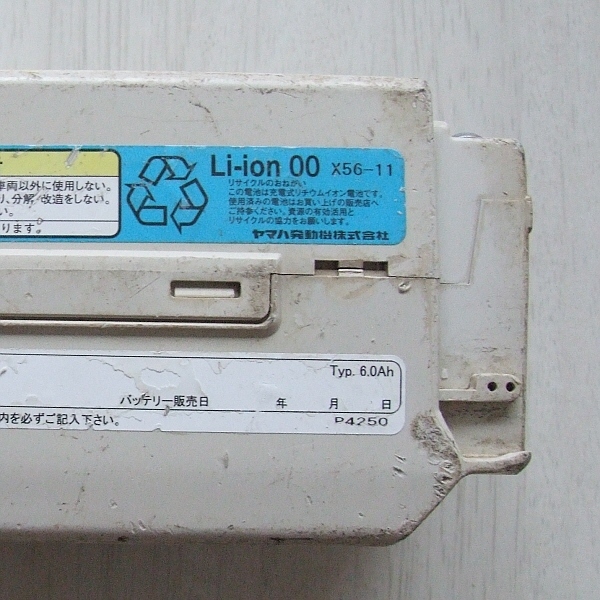 車両以外に使用しない。
り、分解/改造をしない。
い。
ります。
Li-ion 00 X56-11
リサイクルのおねがい
この電池は充電式リチウムイオン電池です。
使用済みの電池はお買い上げの販売店へ
ご持参ください。資源の有効活用と
リサイクルの協力をお願いします。
ヤマハ発動機株式会社
Typ. 6.0Ah
バッテリー販売日 年 月 日
内を必ずご記入下さい。 P4250